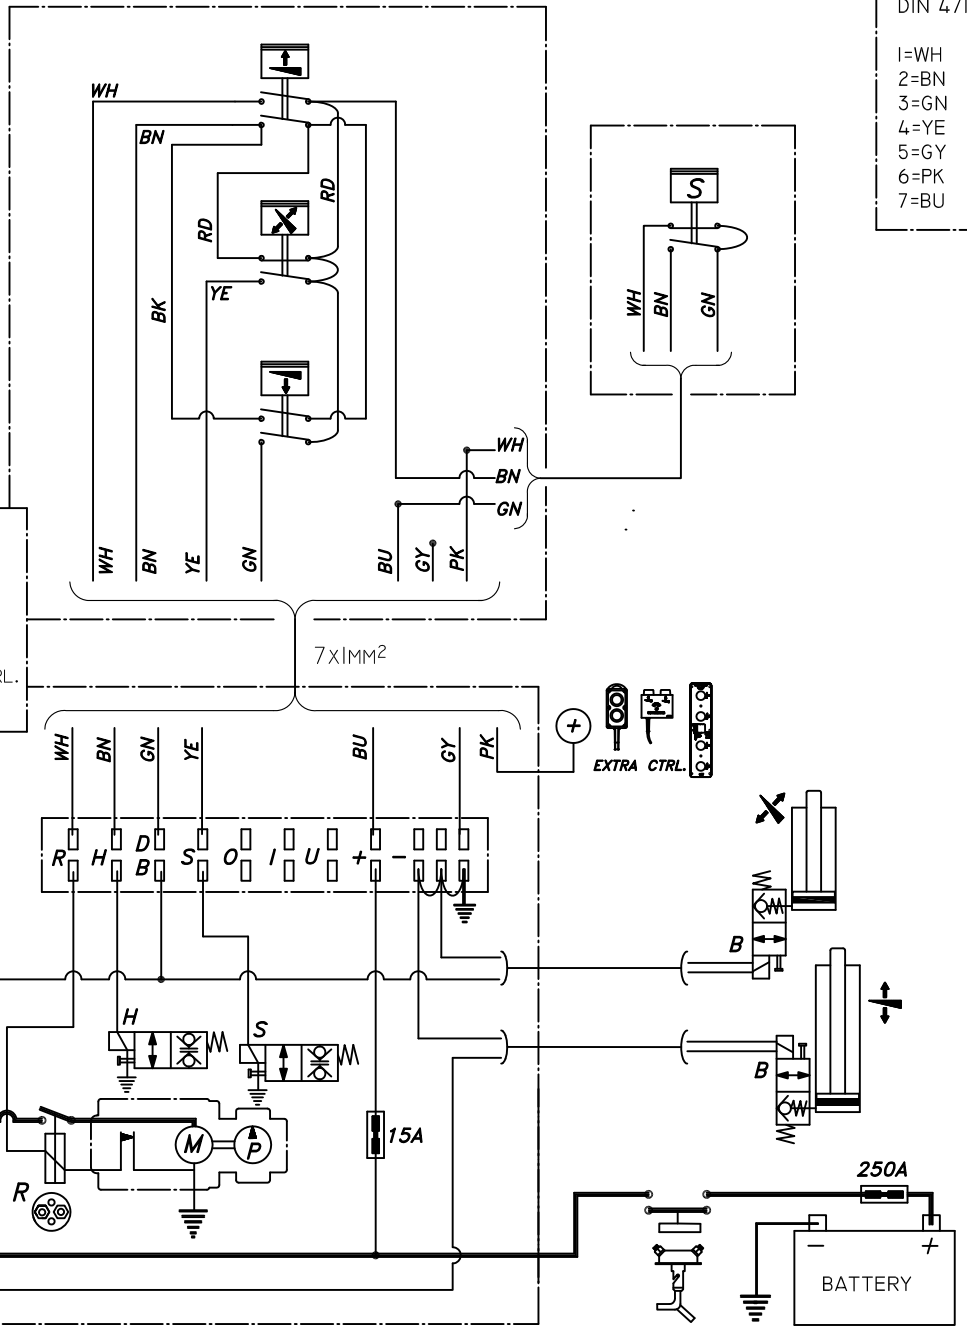 DIN 47
1=WH
2=BN
3=GN
4=YE
5=GY
6=PK
7=BU
WH
BN
RD
RD
BK
YE
S
WH
BN
GN
WH
BN
GN
WH
BN
YE
GN
BU
GY
PK
7X1MM²
RL.
WH
BN
GN
YE
BU
GY
PK
+
EXTRA CTRL.
R H D B S O I U + -
B
H
S
B
M
P
15A
R
250A
- +
BATTERY